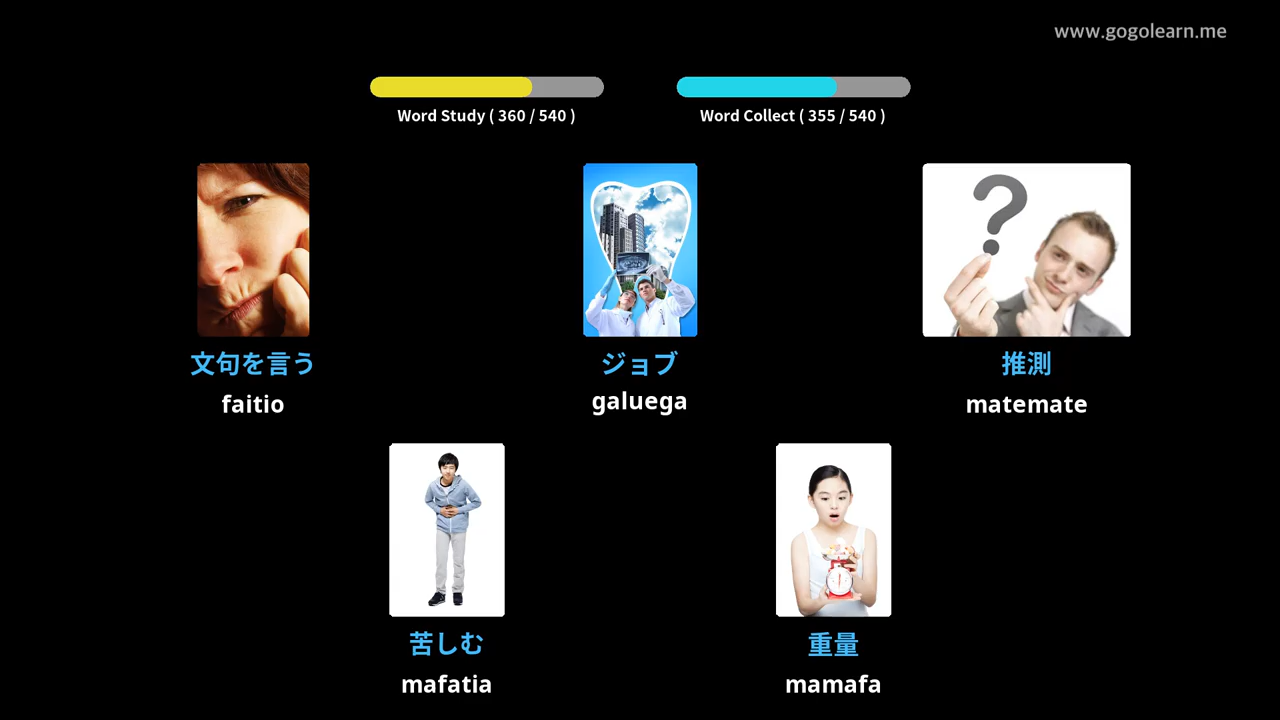 www.gogolearn.me
Word Study ( 360 / 540 )
Word Collect ( 355 / 540 )
文句を言う
faitio
ジョブ
galuega
推測
matemate
苦しむ
mafatia
重量
mamafa